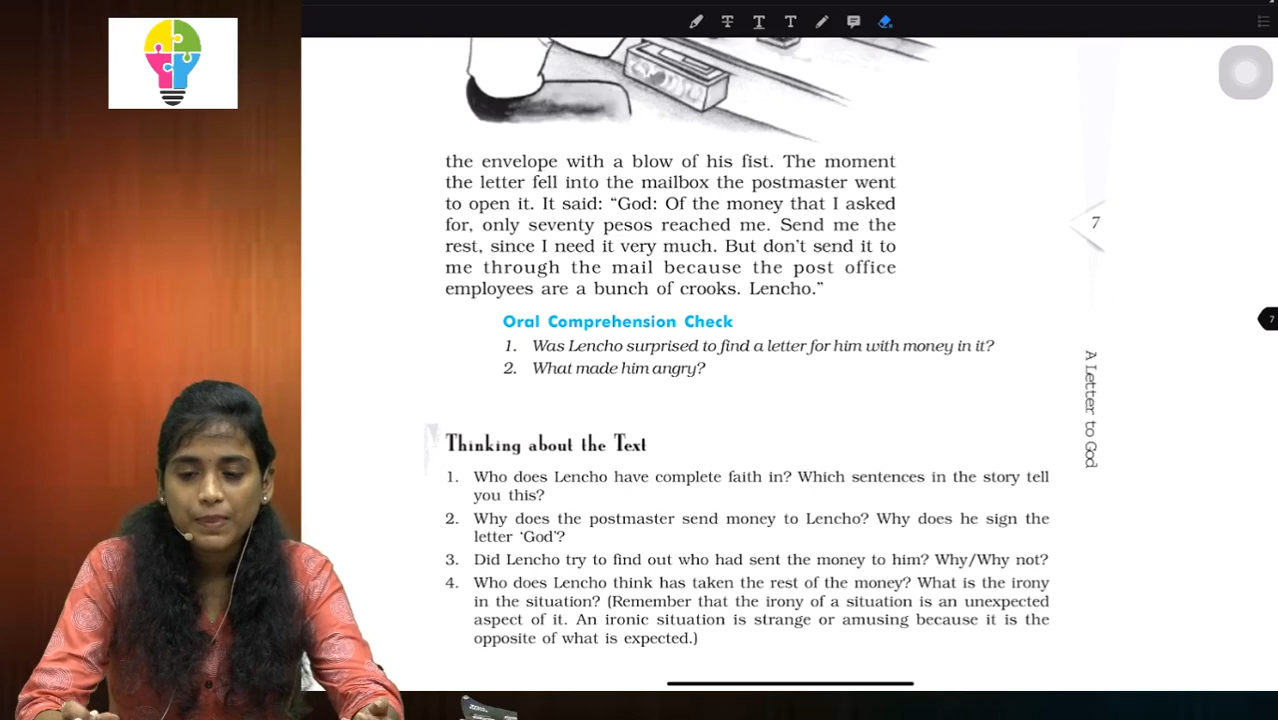 the envelope with a blow of his fist. The moment
the letter fell into the mailbox the postmaster went
to open it. It said: “God: Of the money that I asked
for, only seventy pesos reached me. Send me the
rest, since I need it very much. But don’t send it to
me through the mail because the post office
employees are a bunch of crooks. Lencho.”
Oral Comprehension Check
1. Was Lencho surprised to find a letter for him with money in it?
2. What made him angry?
Thinking about the Text
1. Who does Lencho have complete faith in? Which sentences in the story tell
you this?
2. Why does the postmaster send money to Lencho? Why does he sign the
letter ‘God’?
3. Did Lencho try to find out who had sent the money to him? Why/Why not?
4. Who does Lencho think has taken the rest of the money? What is the irony
in the situation? (Remember that the irony of a situation is an unexpected
aspect of it. An ironic situation is strange or amusing because it is the
opposite of what is expected.)
7
A Letter to God
7